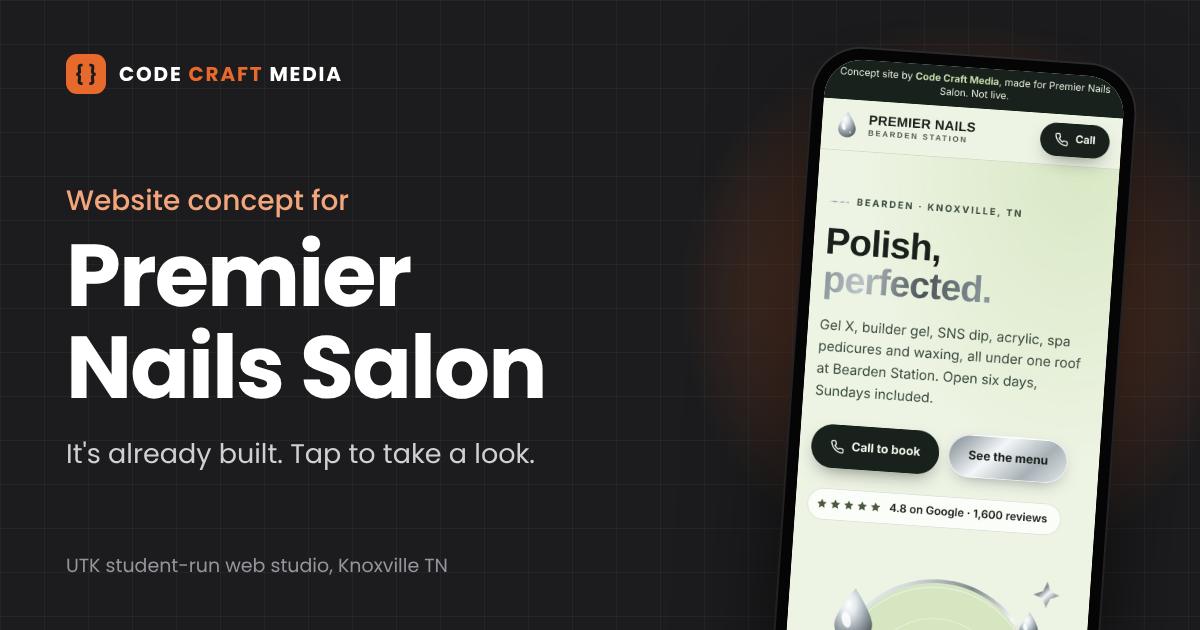 { } CODE CRAFT MEDIA
Website concept for
Premier
Nails Salon
It's already built. Tap to take a look.
UTK student-run web studio, Knoxville TN
Concept site by Code Craft Media, made for Premier Nails
Salon. Not live.
PREMIER NAILS
BEARDEN STATION
Call
BEARDEN · KNOXVILLE, TN
Polish,
perfected.
Gel X, builder gel, SNS dip, acrylic, spa
pedicures and waxing, all under one roof
at Bearden Station. Open six days,
Sundays included.
Call to book
See the menu
★★★★★ 4.8 on Google · 1,600 reviews